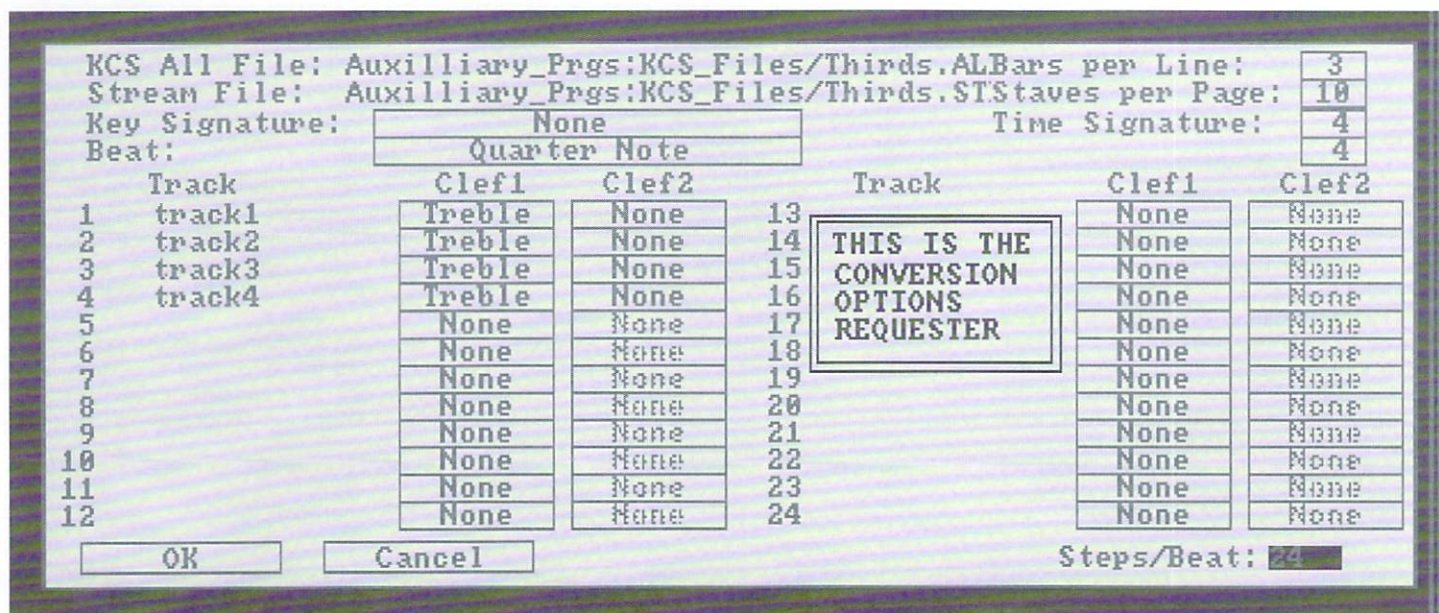 KCS All File: Auxilliary_Prgs:KCS_Files/Thirds.ALBars per Line: 3
Stream File: Auxilliary_Prgs:KCS_Files/Thirds.STStaves per Page: 10
Key Signature: None Time Signature: 4
Beat: Quarter Note 4
Track Clef1 Clef2 Track Clef1 Clef2
1 track1 Treble None 13 None None
2 track2 Treble None 14 None None
3 track3 Treble None 15 None None
4 track4 Treble None 16 None None
5 None None 17 None None
6 None None 18 None None
7 None None 19 None None
8 None None 20 None None
9 None None 21 None None
10 None None 22 None None
11 None None 23 None None
12 None None 24 None None
THIS IS THE
CONVERSION
OPTIONS
REQUESTER
OK Cancel Steps/Beat: 24